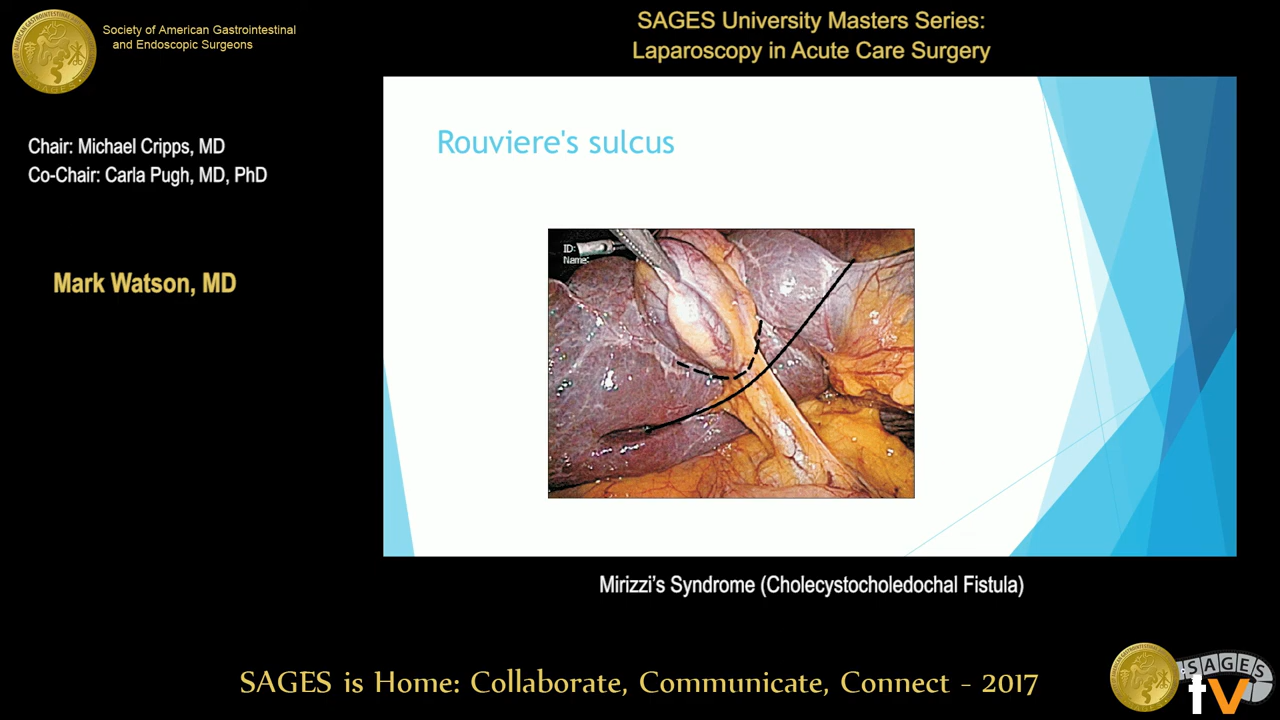 Society of American Gastrointestinal
and Endoscopic Surgeons
SAGES University Masters Series:
Laparoscopy in Acute Care Surgery
Chair: Michael Cripps, MD
Co-Chair: Carla Pugh, MD, PhD
Mark Watson, MD
Rouviere's sulcus
ID:
Name:
Mirizzi's Syndrome (Cholecystocholedochal Fistula)
SAGES is Home: Collaborate, Communicate, Connect - 2017
SAGES
tv